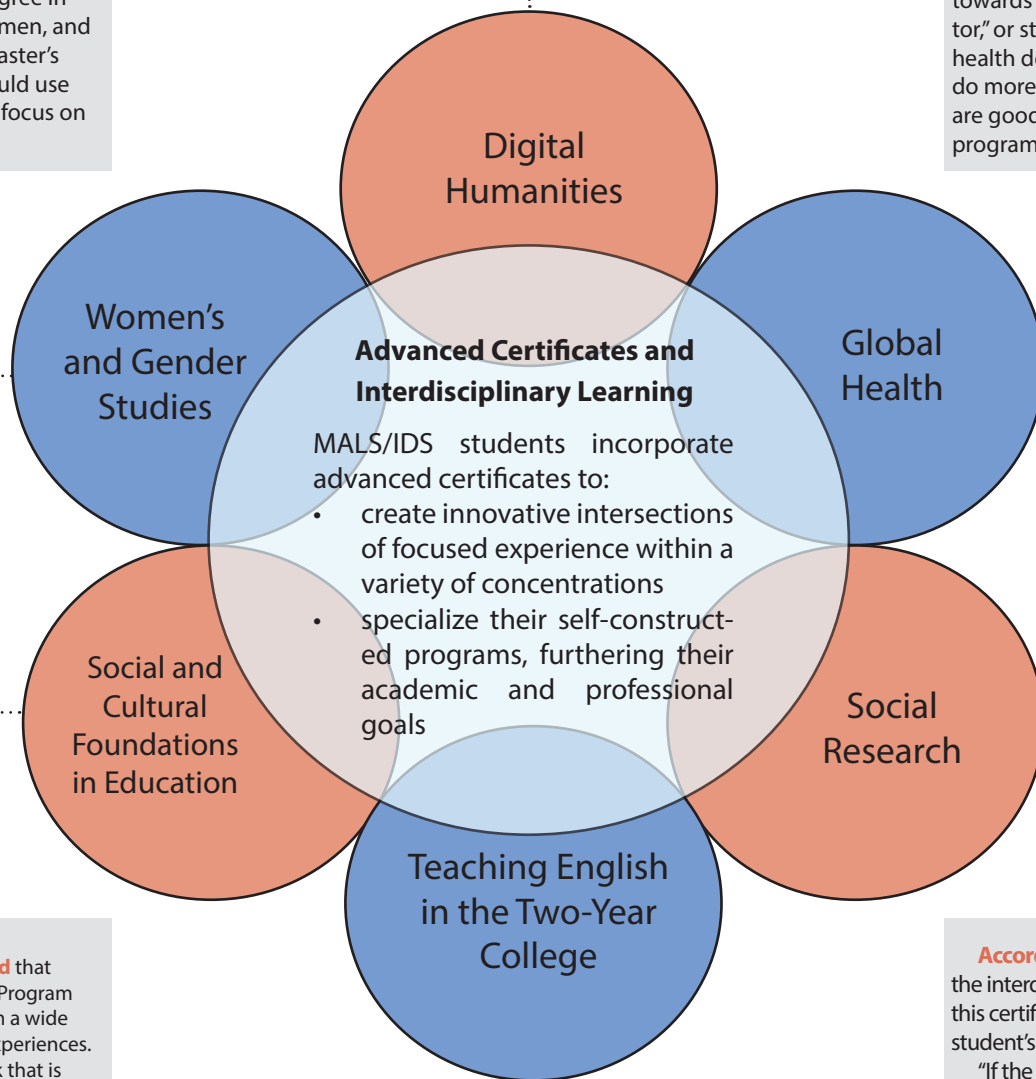 men, and
aster's
uld use
focus on
towards
tor," or
health
do more
are good
program
Digital
Humanities
Women's
and Gender
Studies
Global
Health
Advanced Certificates and
Interdisciplinary Learning
MALS/IDS students incorporate
advanced certificates to:
• create innovative intersections
of focused experience within a
variety of concentrations
• specialize their self-construct-
ed programs, furthering their
academic and professional
goals
Social and
Cultural
Foundations
in Education
Social
Research
Teaching English
in the Two-Year
College
d that
Program
n a wide
xperiences.
k that is
Accor
the interd
this certif
student's
"If the